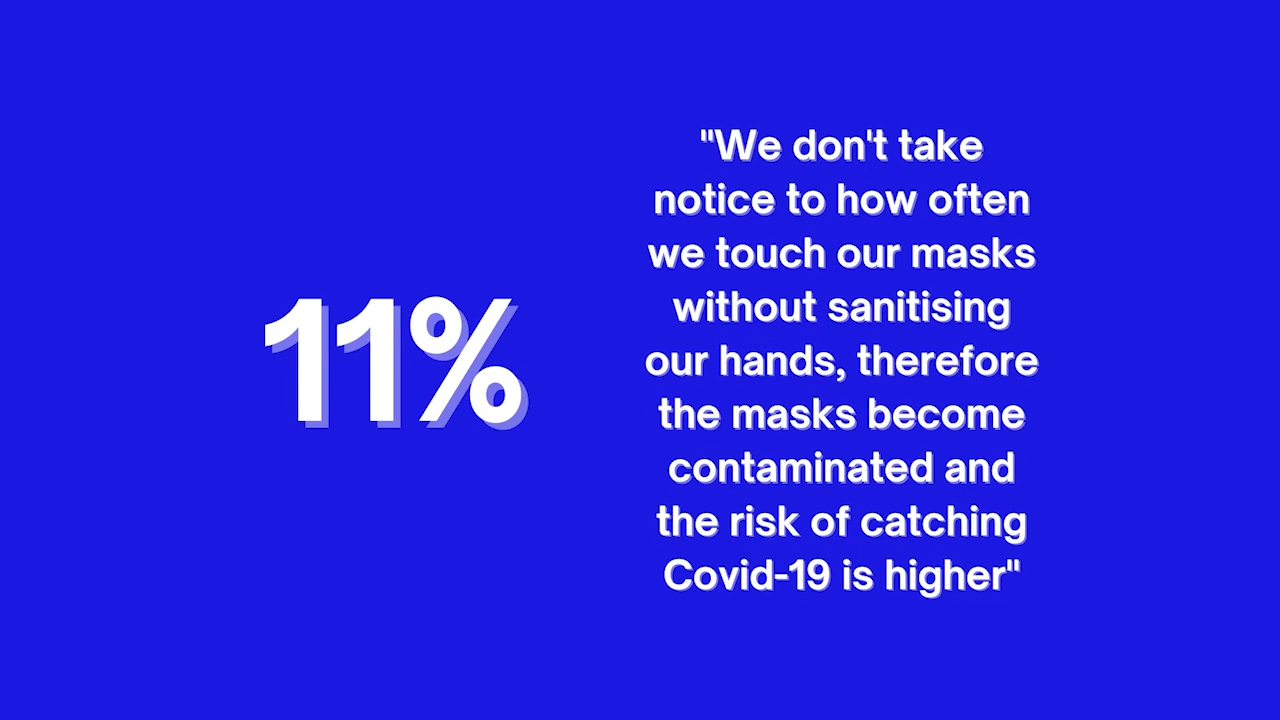 11%
"We don't take
notice to how often
we touch our masks
without sanitising
our hands, therefore
the masks become
contaminated and
the risk of catching
Covid-19 is higher"